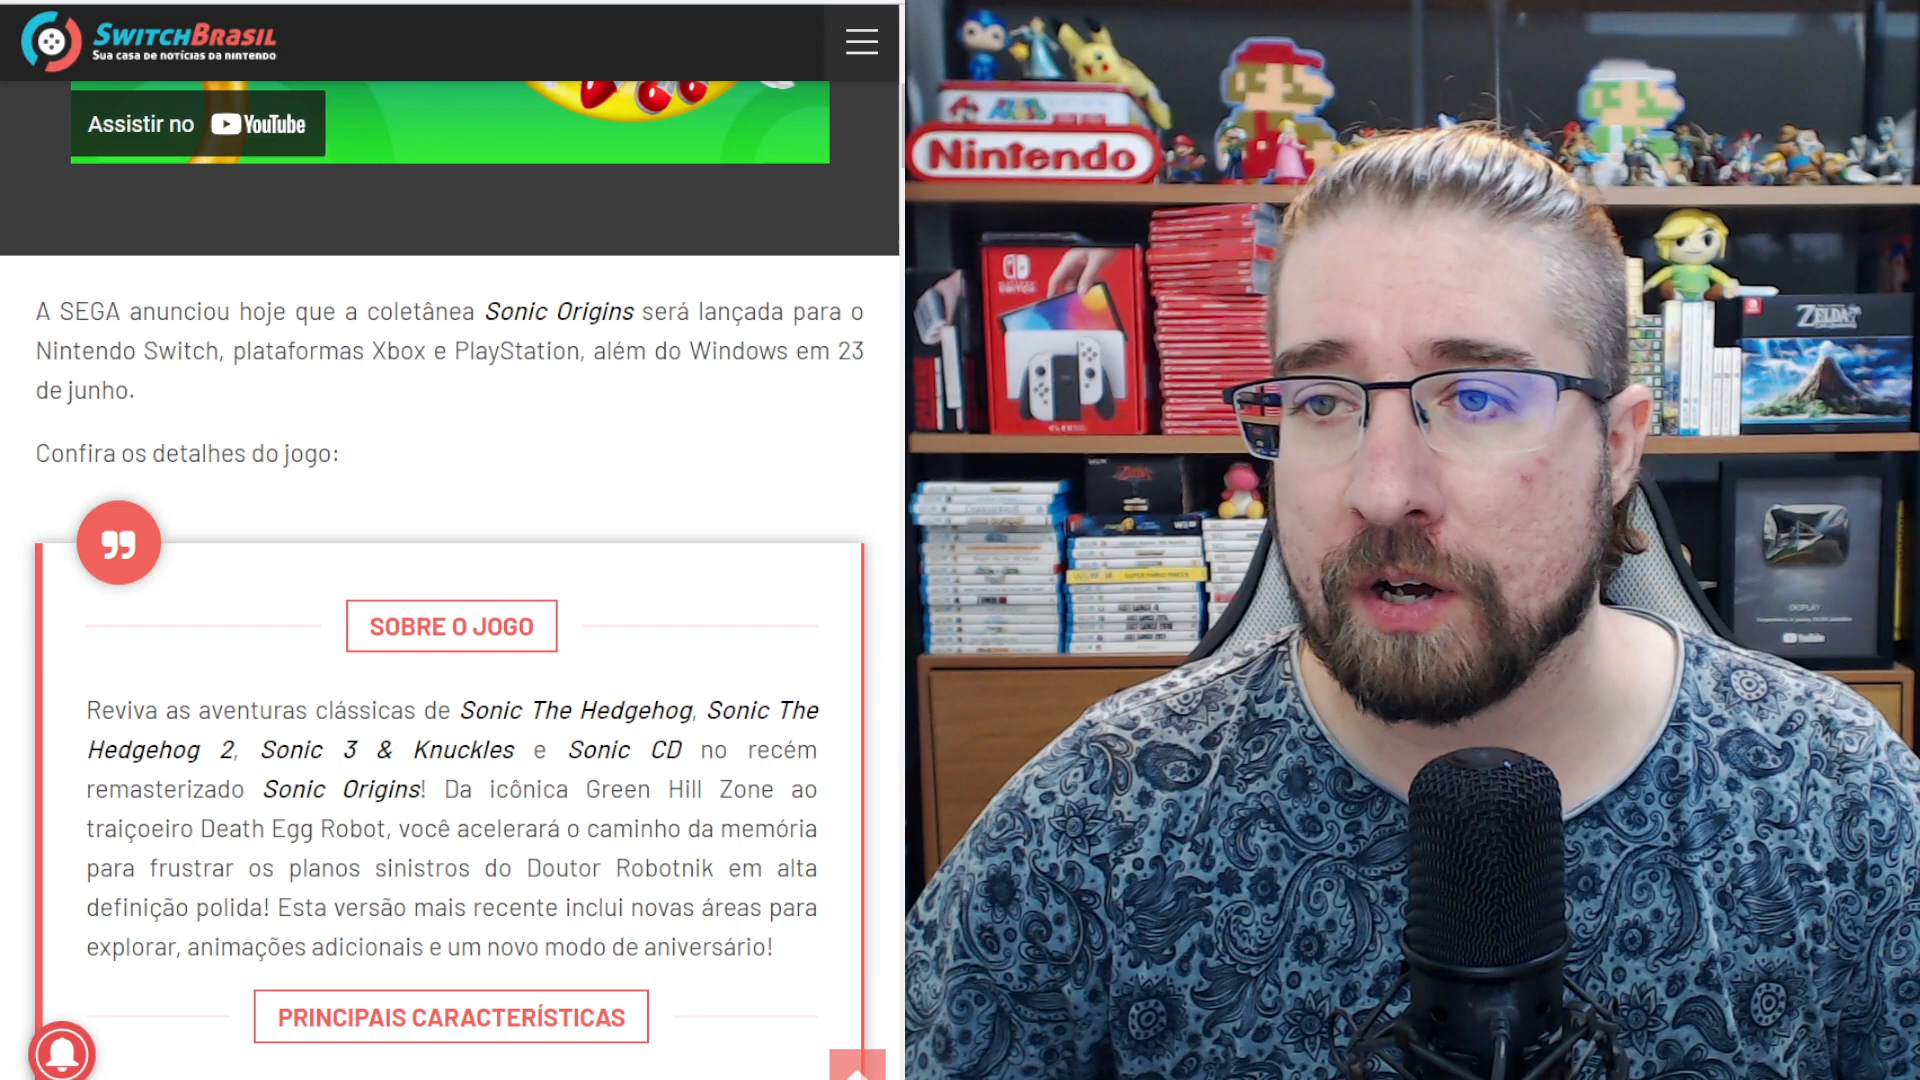 SWITCHBRASIL
SUA CASA DE NOTÍCIAS DA NINTENDO
Assistir no YouTube
A SEGA anunciou hoje que a coletânea Sonic Origins será lançada para o
Nintendo Switch, plataformas Xbox e PlayStation, além do Windows em 23
de junho.
Confira os detalhes do jogo:
SOBRE O JOGO
Reviva as aventuras clássicas de Sonic The Hedgehog, Sonic The
Hedgehog 2, Sonic 3 & Knuckles e Sonic CD no recém
remasterizado Sonic Origins! Da icônica Green Hill Zone ao
traiçoeiro Death Egg Robot, você acelerará o caminho da memória
para frustrar os planos sinistros do Doutor Robotnik em alta
definição polida! Esta versão mais recente inclui novas áreas para
explorar, animações adicionais e um novo modo de aniversário!
PRINCIPAIS CARACTERÍSTICAS
Nintendo
SWITCH
ZELDA
YouTube